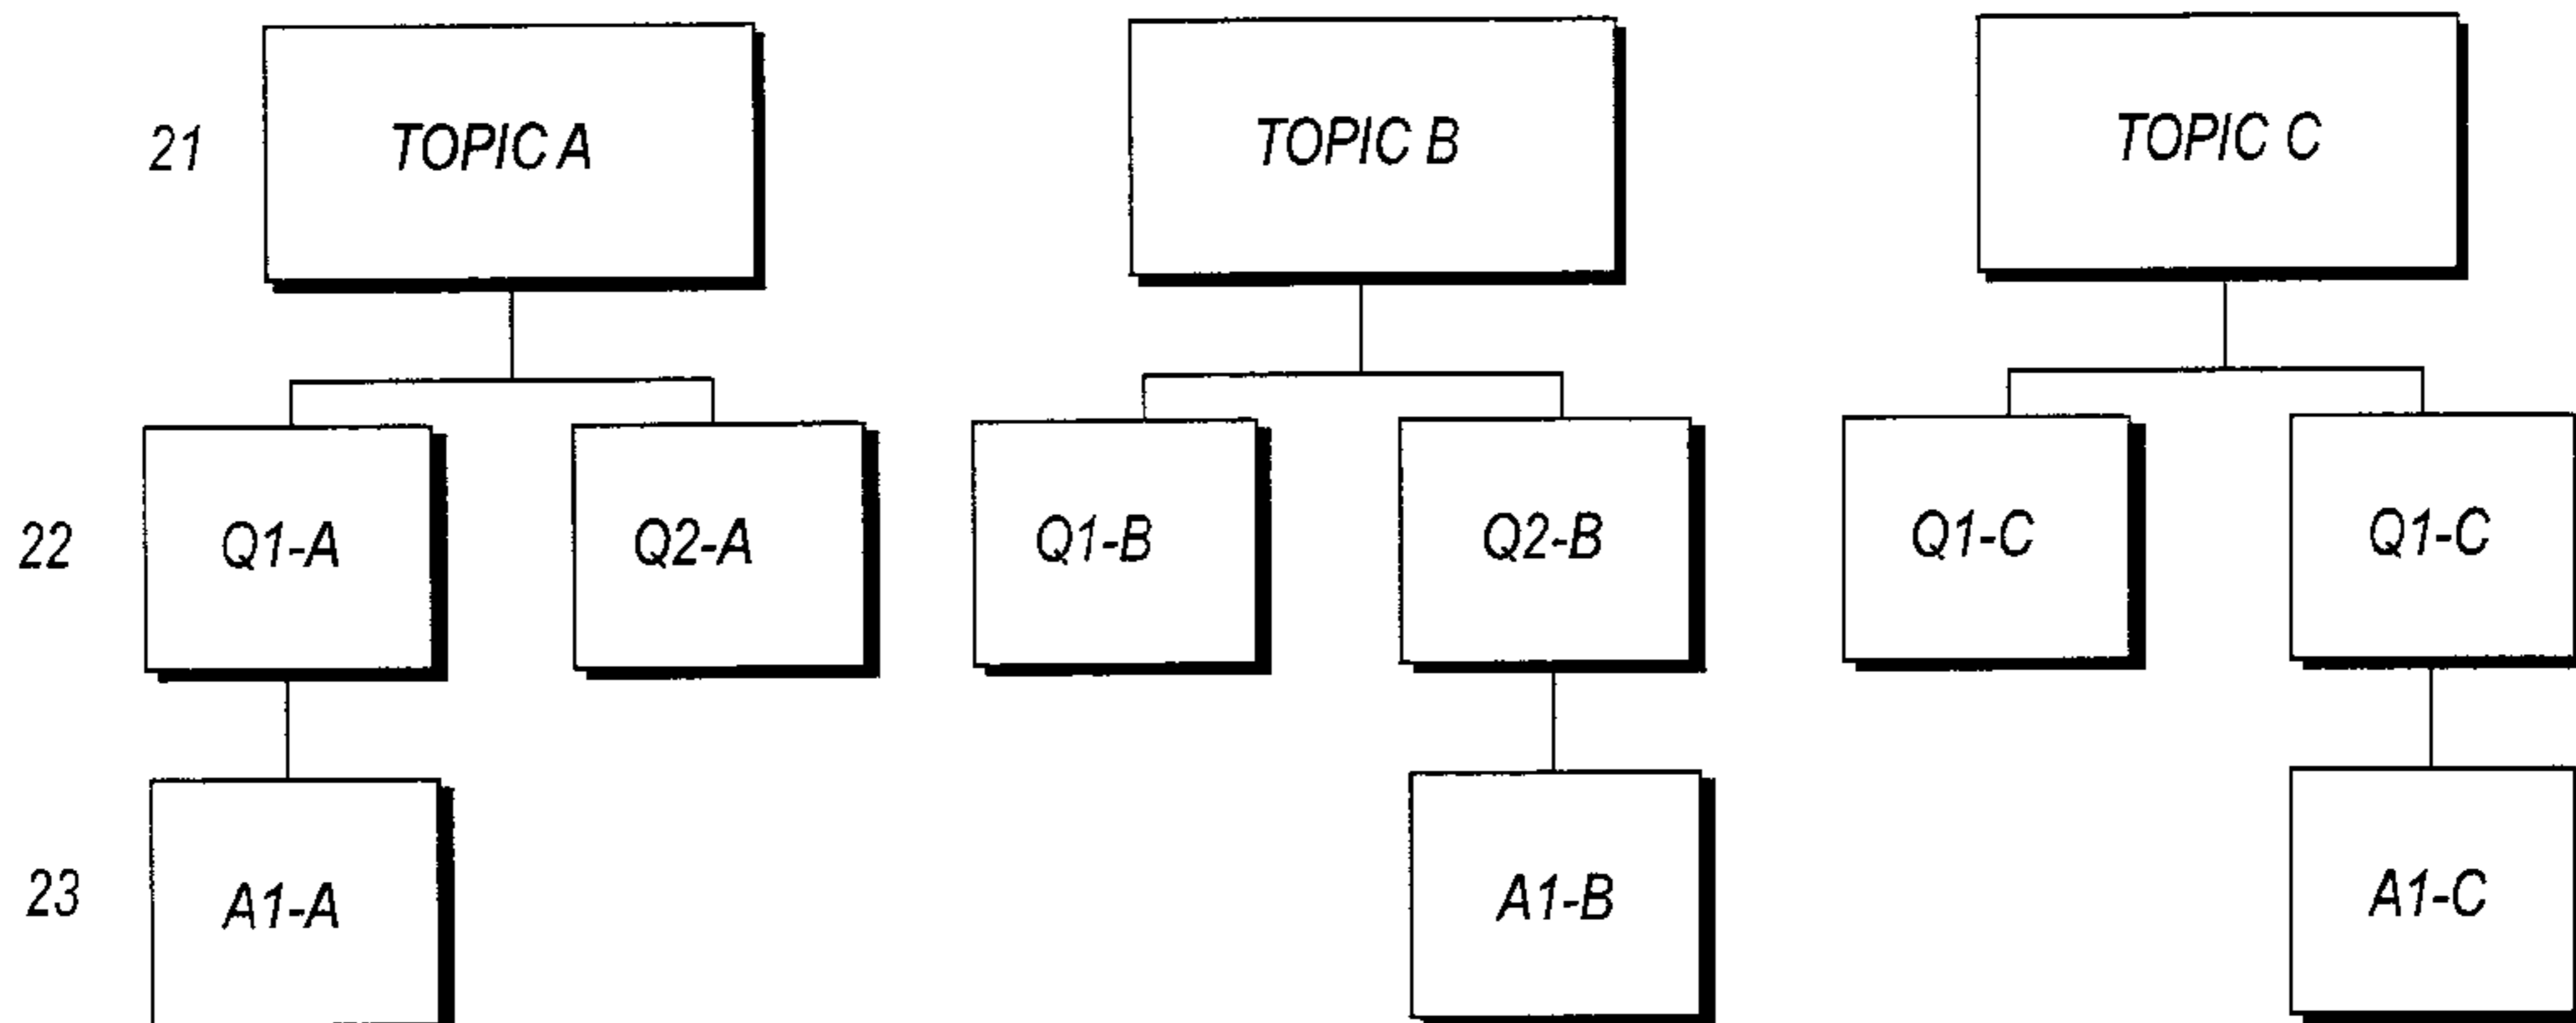 21 TOPIC A TOPIC B TOPIC C
22 Q1-A Q2-A Q1-B Q2-B Q1-C Q1-C
23 A1-A A1-B A1-C